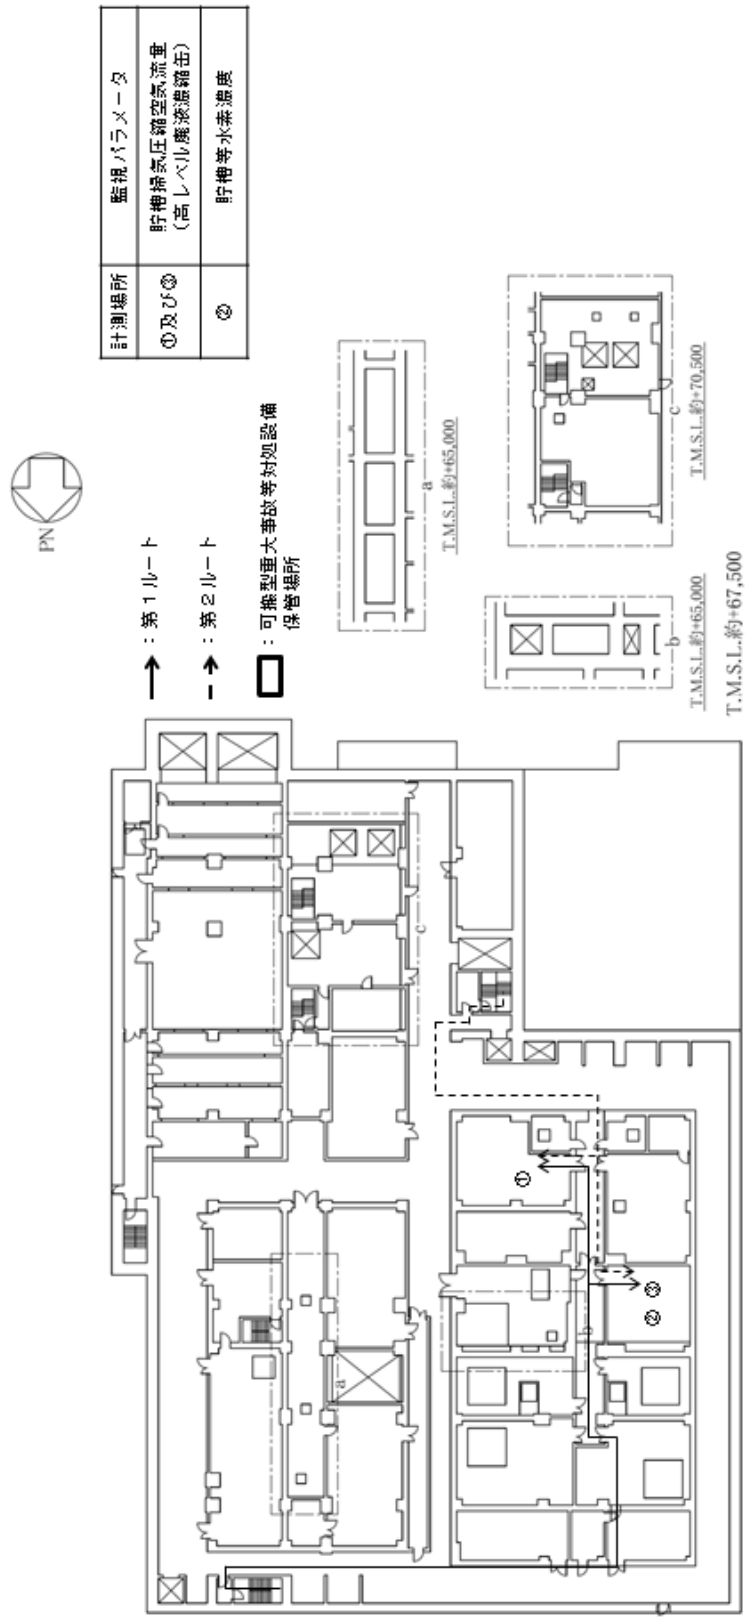 計測場所 監視パラメータ
①及び③ 貯槽掃気圧縮空気流量
(高レベル廃液濃縮缶)
② 貯槽等水素濃度
PN
:第1ルート
:第2ルート
:可搬型重大事故等対処設備
保管場所
a
T.M.S.L.約+65,000
b
T.M.S.L.約+65,000
c
T.M.S.L.約+70,500
T.M.S.L.約+67,500
c
a
b
①
③
②